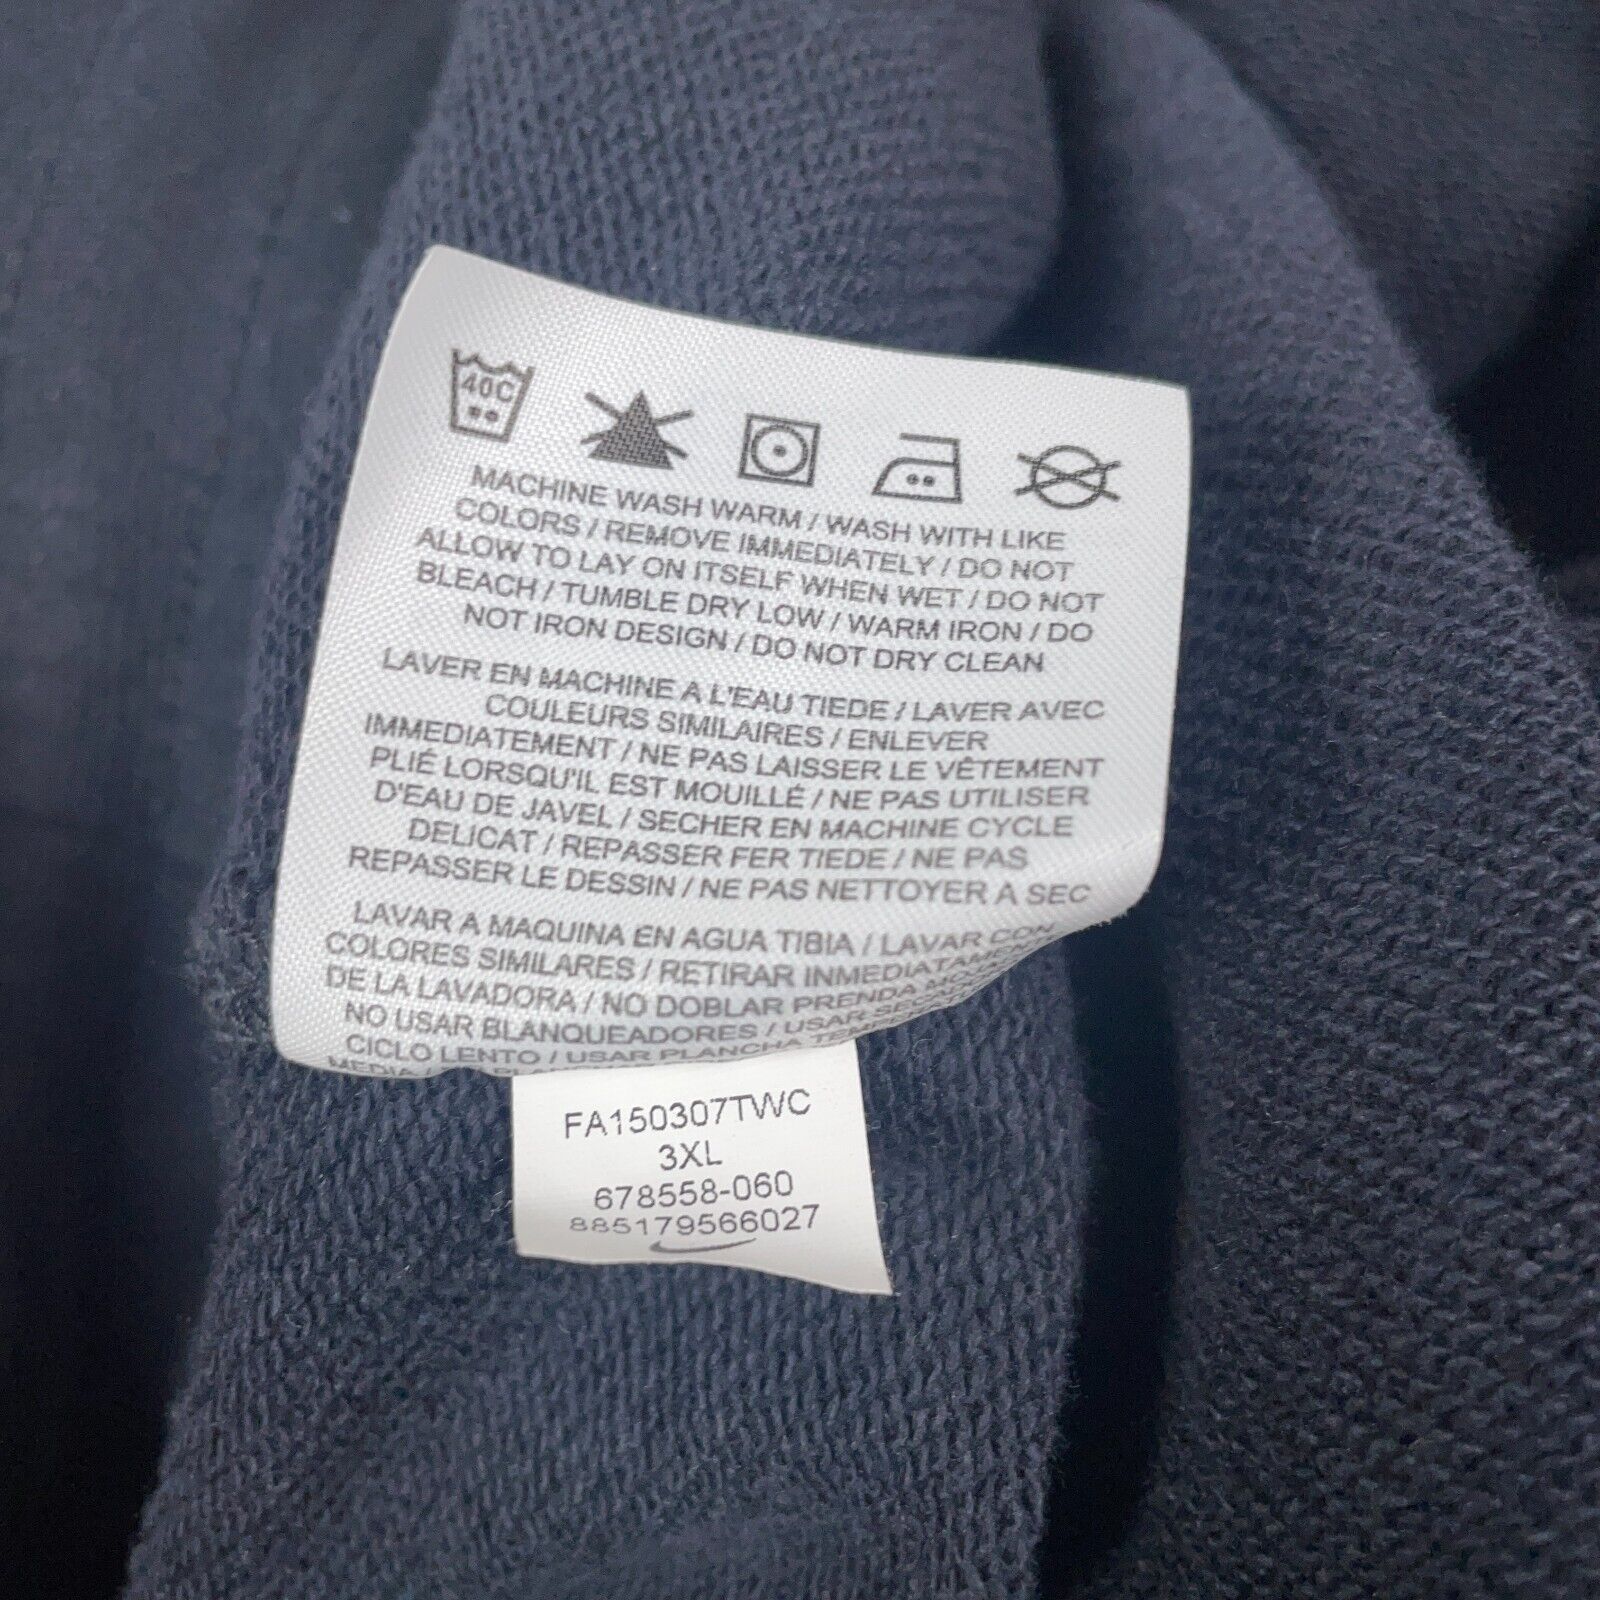 40C
MACHINE WASH WARM / WASH WITH LIKE
COLORS / REMOVE IMMEDIATELY / DO NOT
ALLOW TO LAY ON ITSELF WHEN WET / DO NOT
BLEACH / TUMBLE DRY LOW / WARM IRON / DO
NOT IRON DESIGN / DO NOT DRY CLEAN
LAVER EN MACHINE A L'EAU TIEDE / LAVER AVEC
COULEURS SIMILAIRES / ENLEVER
IMMEDIATEMENT / NE PAS LAISSER LE VÊTEMENT
PLIÉ LORSQU'IL EST MOUILLÉ / NE PAS UTILISER
D'EAU DE JAVEL / SECHER EN MACHINE CYCLE
DELICAT / REPASSER FER TIEDE / NE PAS
REPASSER LE DESSIN / NE PAS NETTOYER A SEC
LAVAR A MAQUINA EN AGUA TIBIA / LAVAR CON
COLORES SIMILARES / RETIRAR INMEDIATAMENTE
DE LA LAVADORA / NO DOBLAR PRENDA
NO USAR BLANQUEADORES / USAR
CICLO LENTO / USAR PLANCHA
MEDIA /
FA150307TWC
3XL
678558-060
885179566027